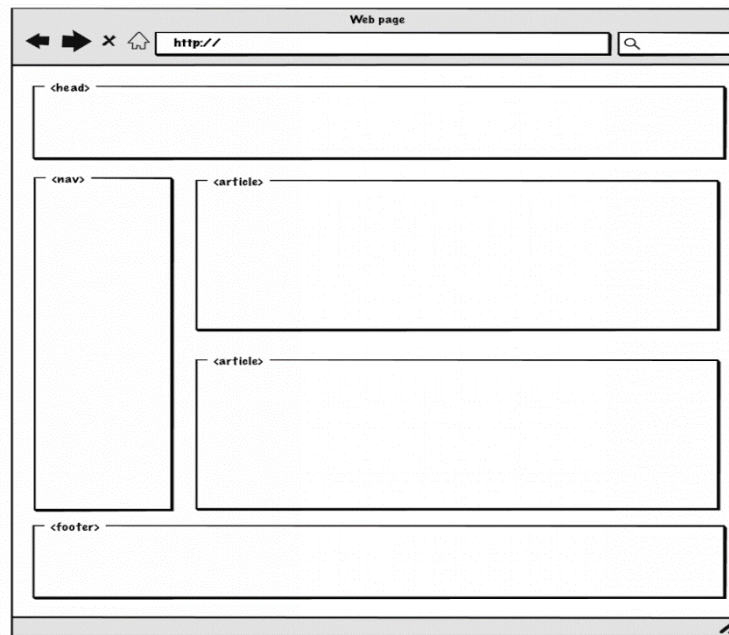 Web page
http://
<head>
<nav>
<article>
<article>
<footer>